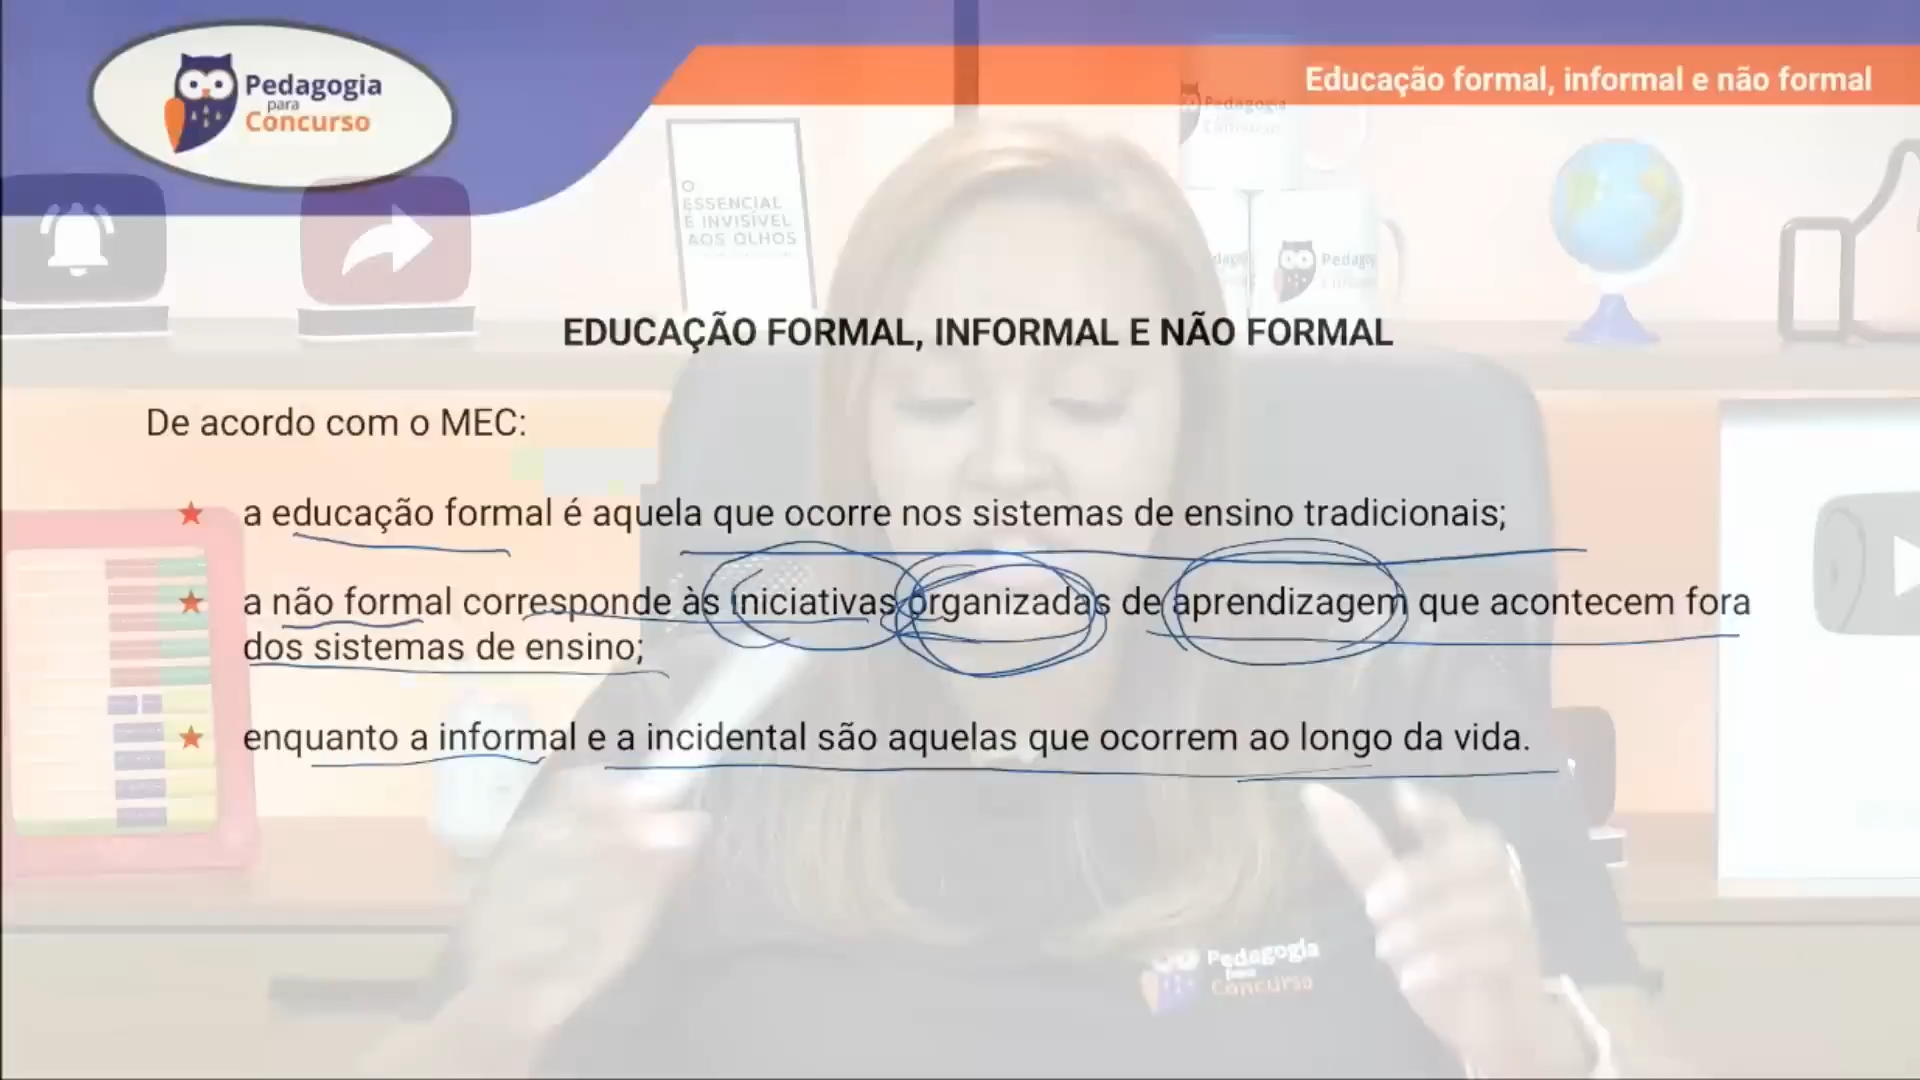 Pedagogia
para
Concurso
Educação formal, informal e não formal
Pedagogia
O
ESSENCIAL
É INVISÍVEL
AOS OLHOS
EDUCAÇÃO FORMAL, INFORMAL E NÃO FORMAL
De acordo com o MEC:
a educação formal é aquela que ocorre nos sistemas de ensino tradicionais;
a não formal corresponde às iniciativas organizadas de aprendizagem que acontecem fora
dos sistemas de ensino;
enquanto a informal e a incidental são aquelas que ocorrem ao longo da vida.
Pedagogia
para
Concurso